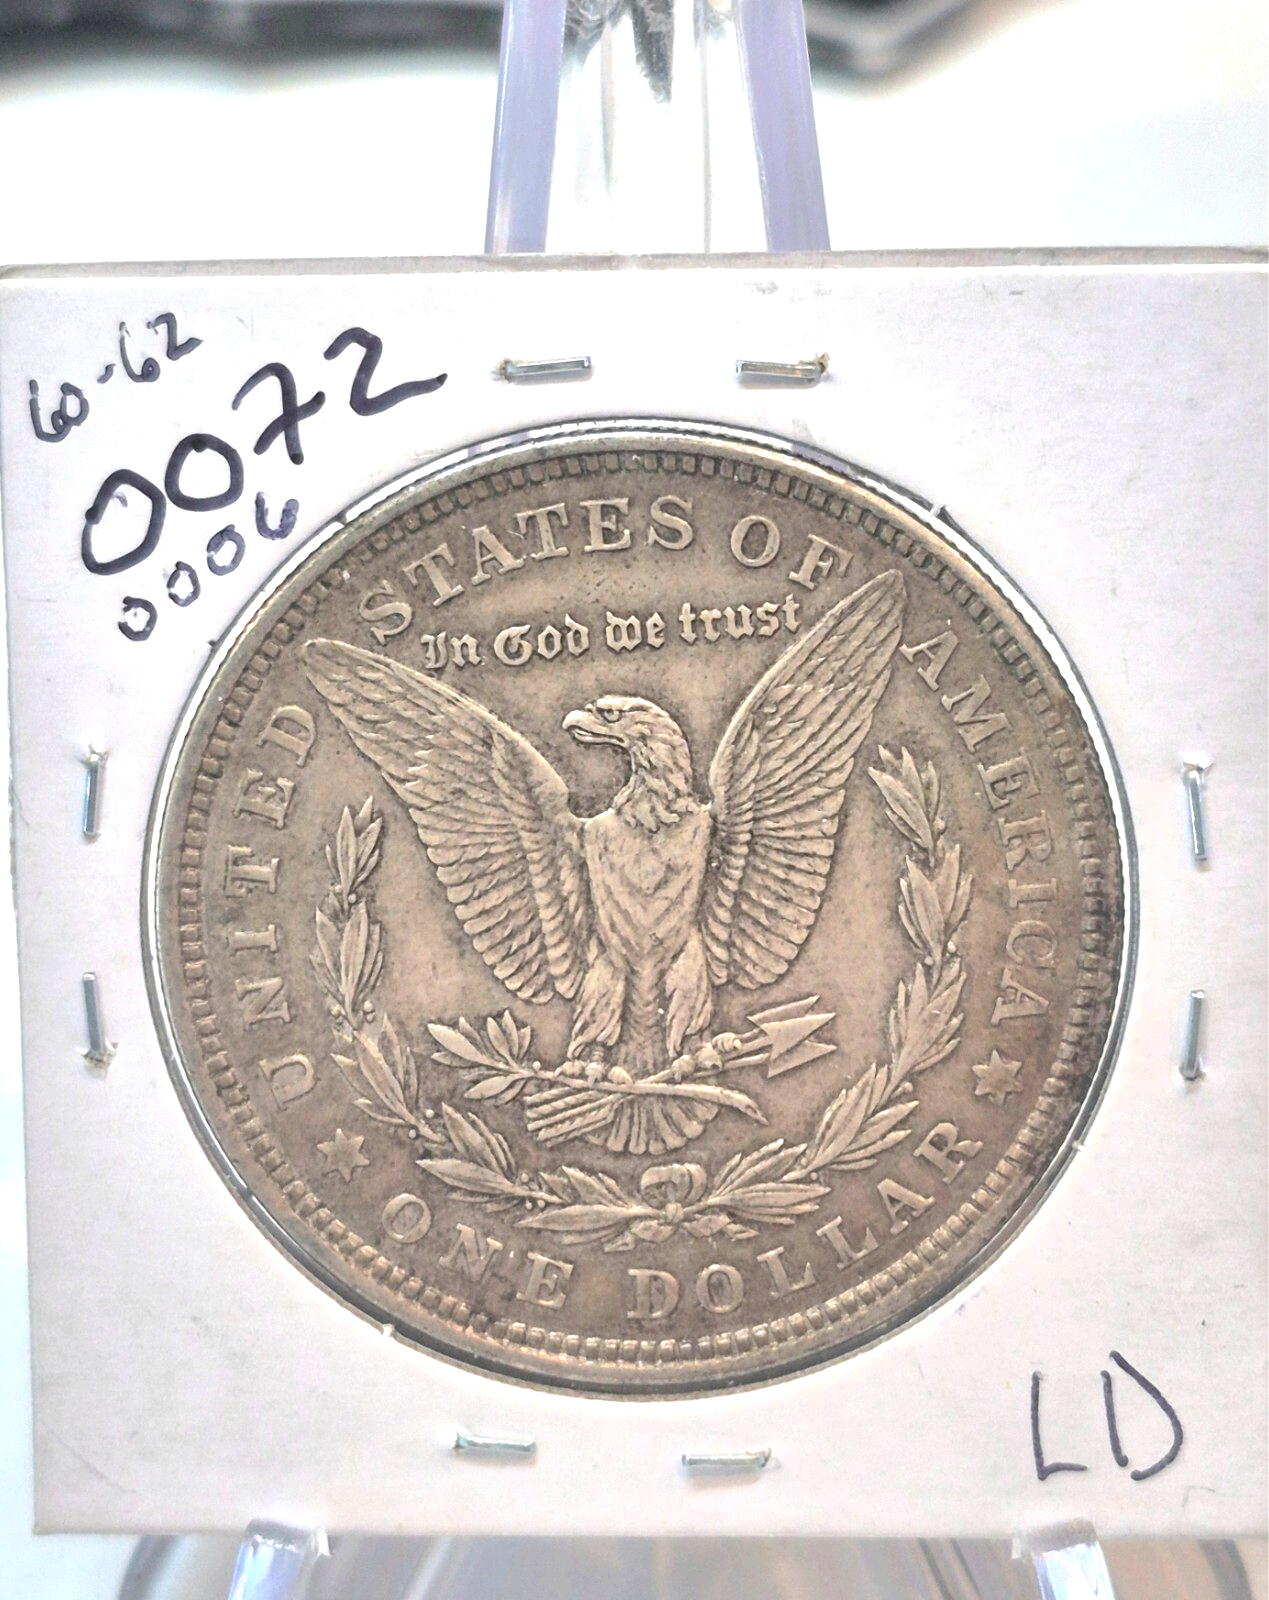 60-62
0072
0006
UNITED STATES OF AMERICA
In God we trust
ONE DOLLAR
LD